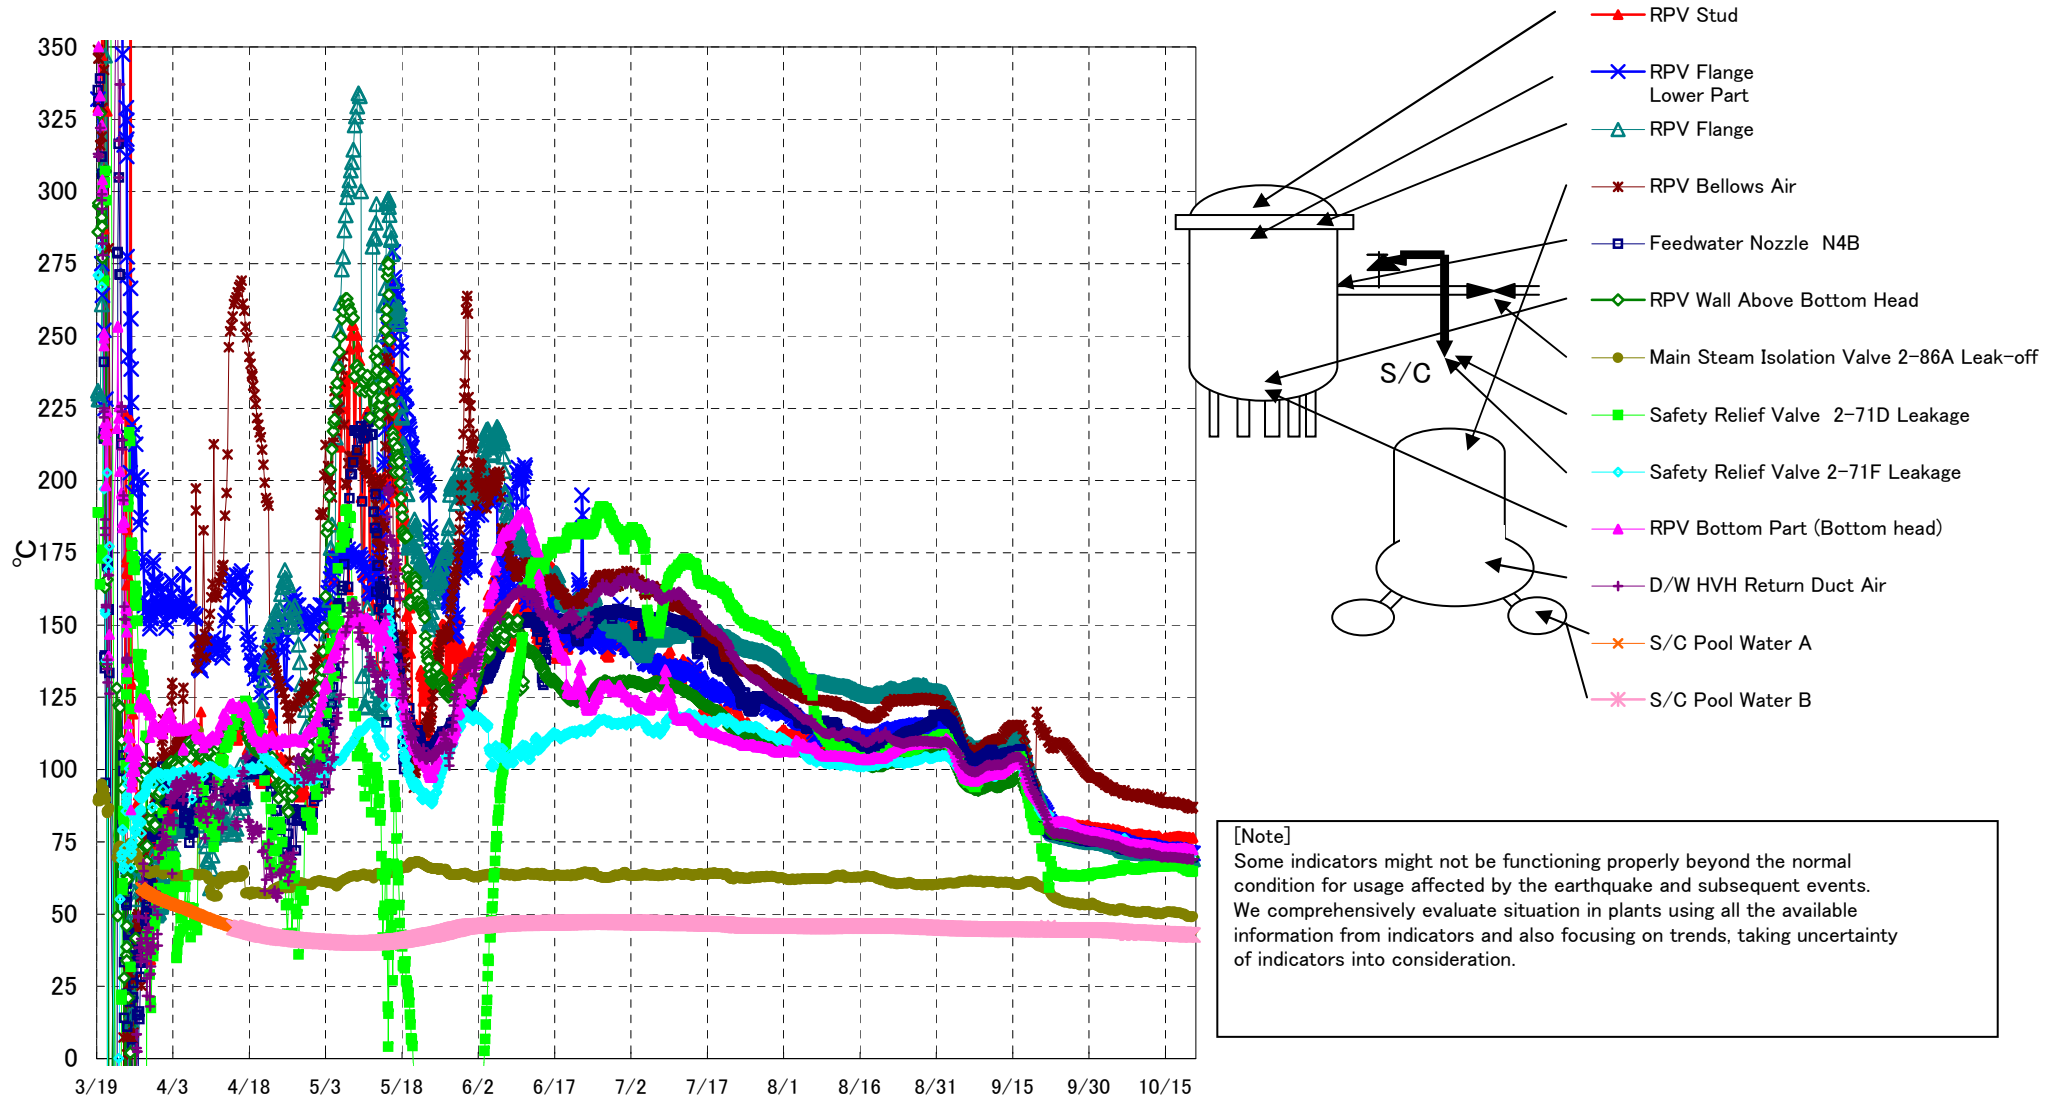 RPV Stud
RPV Flange
Lower Part
RPV Flange
RPV Bellows Air
Feedwater Nozzle N4B
RPV Wall Above Bottom Head
Main Steam Isolation Valve 2-86A Leak-off
Safety Relief Valve 2-71D Leakage
Safety Relief Valve 2-71F Leakage
RPV Bottom Part (Bottom head)
D/W HVH Return Duct Air
S/C Pool Water A
S/C Pool Water B
S/C
℃
350
325
300
275
250
225
200
175
150
125
100
75
50
25
0
3/19 4/3 4/18 5/3 5/18 6/2 6/17 7/2 7/17 8/1 8/16 8/31 9/15 9/30 10/15
[Note]
Some indicators might not be functioning properly beyond the normal
condition for usage affected by the earthquake and subsequent events.
We comprehensively evaluate situation in plants using all the available
information from indicators and also focusing on trends, taking uncertainty
of indicators into consideration.